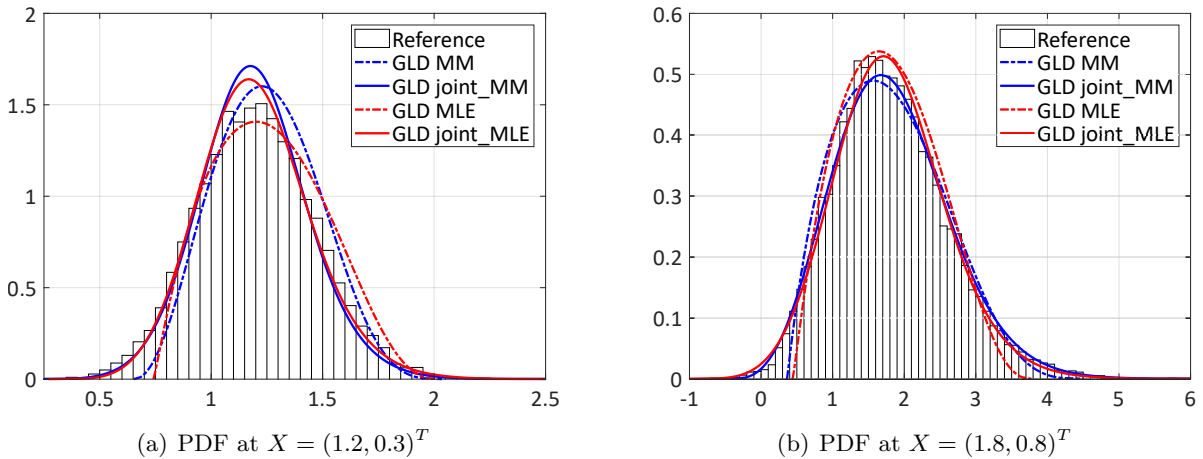 2
1.5
1
0.5
0
0.5
1
1.5
2
2.5
Reference
GLD MM
GLD joint_MM
GLD MLE
GLD joint_MLE
(a) PDF at X = (1.2, 0.3)^T
0.6
0.5
0.4
0.3
0.2
0.1
0
-1
0
1
2
3
4
5
6
Reference
GLD MM
GLD joint_MM
GLD MLE
GLD joint_MLE
(b) PDF at X = (1.8, 0.8)^T